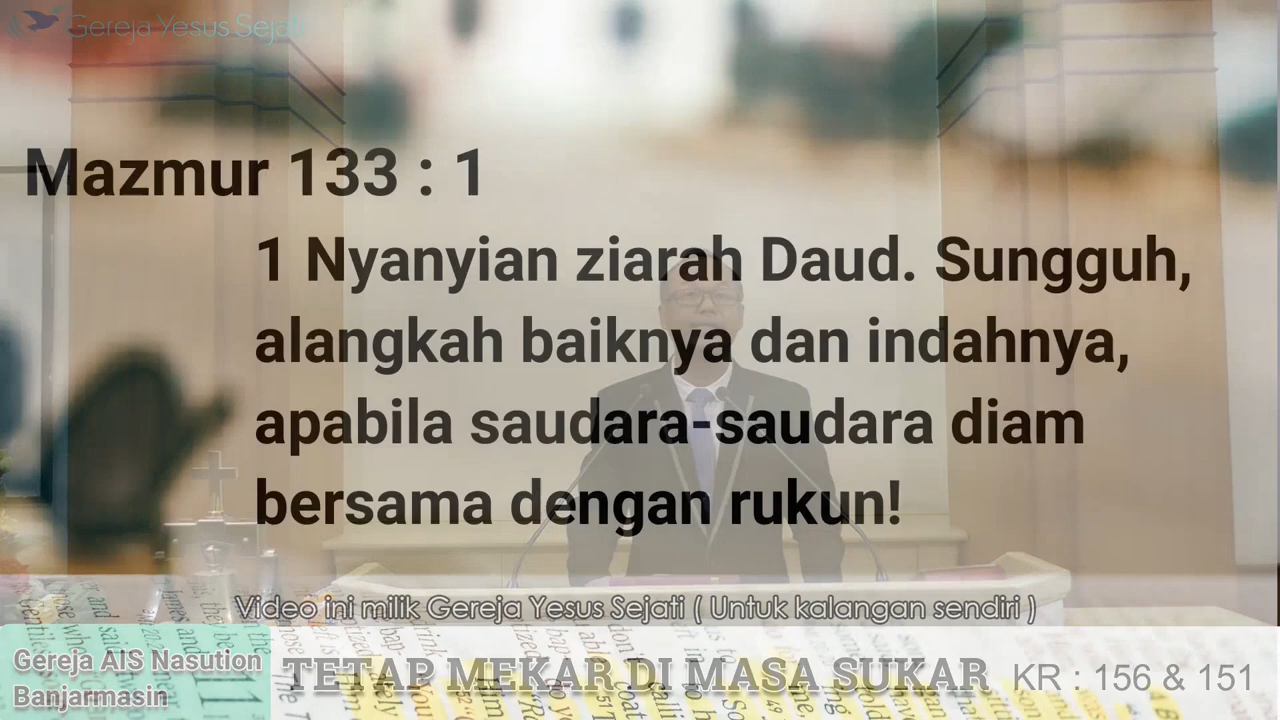 Gereja Yesus Sejati
Mazmur 133 : 1
1 Nyanyian ziarah Daud. Sungguh,
alangkah baiknya dan indahnya,
apabila saudara-saudara diam
bersama dengan rukun!
Video ini milik Gereja Yesus Sejati ( Untuk kalangan sendiri )
Gereja AIS Nasution
Banjarmasin
TETAP MEKAR DI MASA SUKAR
KR : 156 & 151